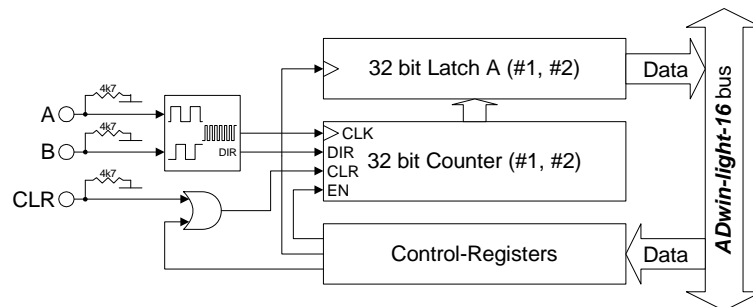 32 bit Latch A (#1, #2)
Data
4k7
A
4k7
B
DIR
4k7
CLR
CLK
DIR
CLR
EN
32 bit Counter (#1, #2)
Control-Registers
Data
ADwin-light-16 bus